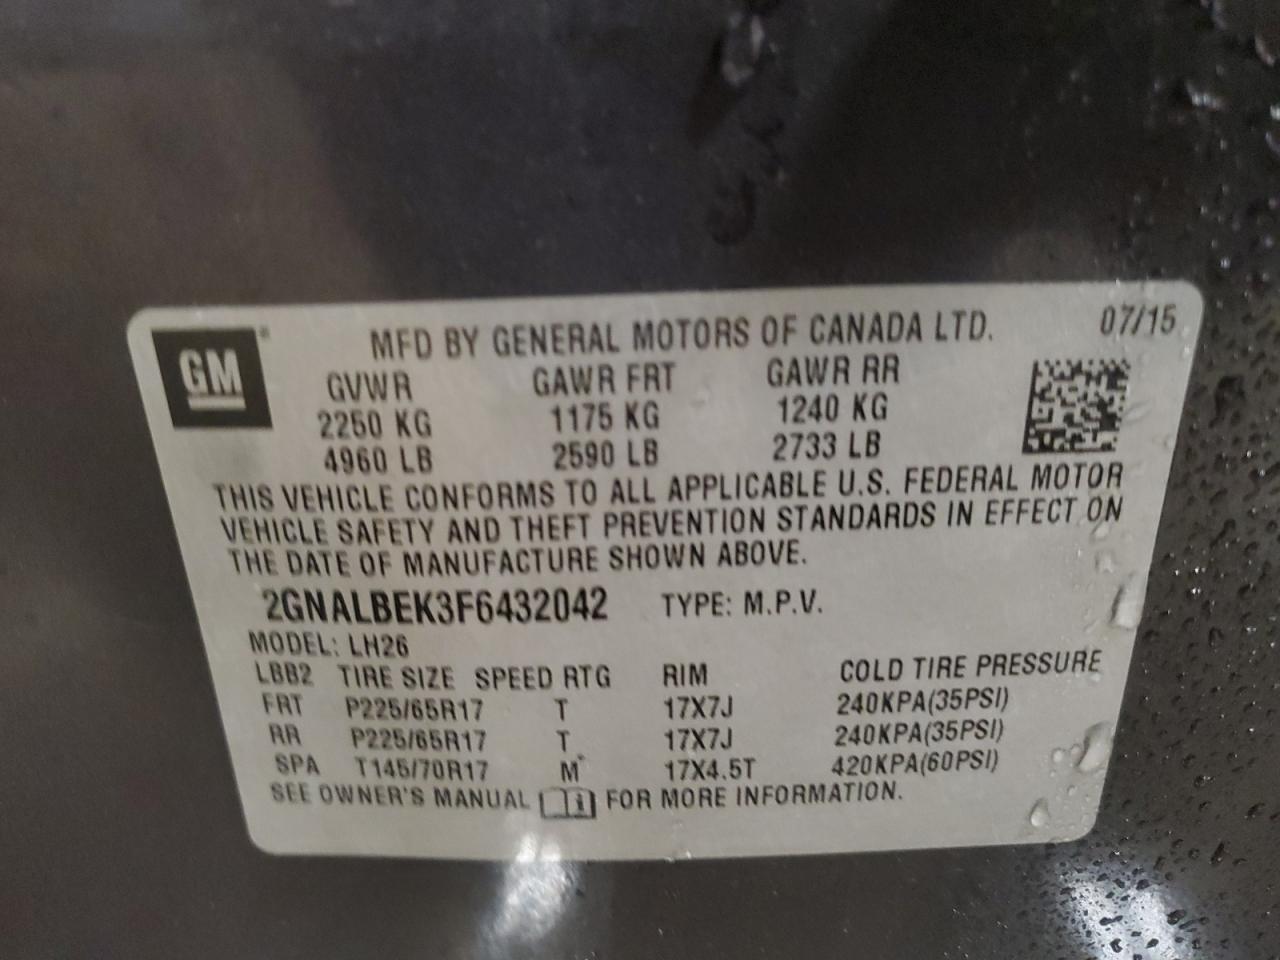 MFD BY GENERAL MOTORS OF CANADA LTD. 07/15
GM
GVWR GAWR FRT GAWR RR
2250 KG 1175 KG 1240 KG
4960 LB 2590 LB 2733 LB
THIS VEHICLE CONFORMS TO ALL APPLICABLE U.S. FEDERAL MOTOR
VEHICLE SAFETY AND THEFT PREVENTION STANDARDS IN EFFECT ON
THE DATE OF MANUFACTURE SHOWN ABOVE.
2GNALBEK3F6432042 TYPE: M.P.V.
MODEL: LH26
LBB2 TIRE SIZE SPEED RTG RIM COLD TIRE PRESSURE
FRT P225/65R17 T 17X7J 240KPA(35PSI)
RR P225/65R17 T 17X7J 240KPA(35PSI)
SPA T145/70R17 M* 17X4.5T 420KPA(60PSI)
SEE OWNER'S MANUAL i FOR MORE INFORMATION.